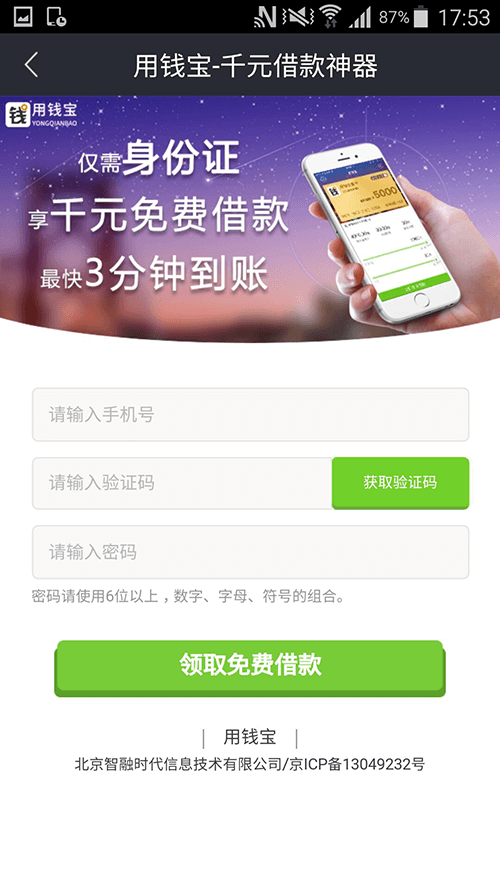 87% 17:53
用钱宝-千元借款神器
钱 用钱宝
YONGQIANBAO
仅需身份证
享千元免费借款
最快3分钟到账
5000
请输入手机号
请输入验证码 获取验证码
请输入密码
密码请使用6位以上，数字、字母、符号的组合。
领取免费借款
| 用钱宝 |
北京智融时代信息技术有限公司/京ICP备13049232号